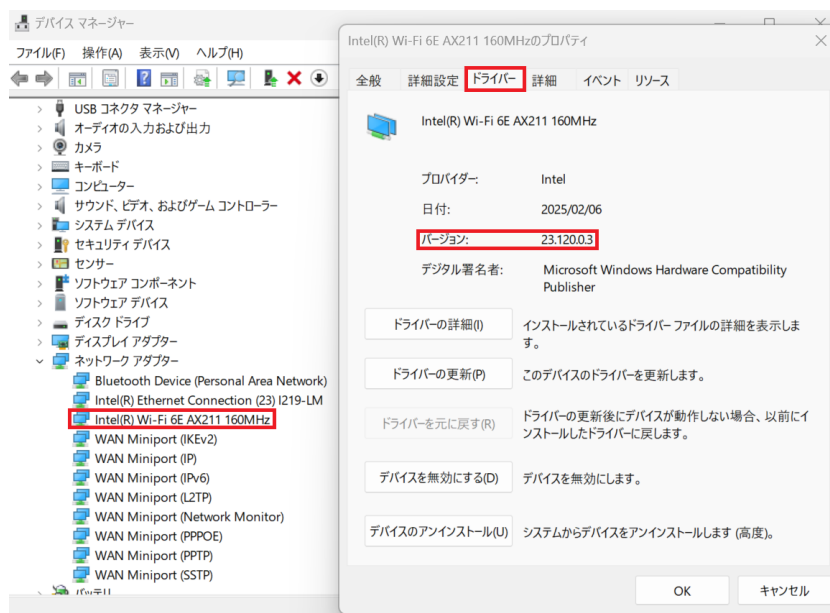 デバイス マネージャー
ファイル(F) 操作(A) 表示(V) ヘルプ(H)
USB コネクタ マネージャー
オーディオの入力および出力
カメラ
キーボード
コンピューター
サウンド、ビデオ、およびゲーム コントローラー
システム デバイス
セキュリティ デバイス
センサー
ソフトウェア コンポーネント
ソフトウェア デバイス
ディスク ドライブ
ディスプレイ アダプター
ネットワーク アダプター
Bluetooth Device (Personal Area Network)
Intel(R) Ethernet Connection (23) I219-LM
Intel(R) Wi-Fi 6E AX211 160MHz
WAN Miniport (IKEv2)
WAN Miniport (IP)
WAN Miniport (IPv6)
WAN Miniport (L2TP)
WAN Miniport (Network Monitor)
WAN Miniport (PPPOE)
WAN Miniport (PPTP)
WAN Miniport (SSTP)
バッテリ
Intel(R) Wi-Fi 6E AX211 160MHzのプロパティ
全般 詳細設定 ドライバー 詳細 イベント リソース
Intel(R) Wi-Fi 6E AX211 160MHz
プロバイダー: Intel
日付: 2025/02/06
バージョン: 23.120.0.3
デジタル署名者: Microsoft Windows Hardware Compatibility
Publisher
ドライバーの詳細(I) インストールされているドライバー ファイルの詳細を表示しま
す。
ドライバーの更新(P) このデバイスのドライバーを更新します。
ドライバーを元に戻す(R) ドライバーの更新後にデバイスが動作しない場合、以前にイ
ンストールしたドライバーに戻します。
デバイスを無効にする(D) デバイスを無効にします。
デバイスのアンインストール(U) システムからデバイスをアンインストールします (高度)。
OK キャンセル